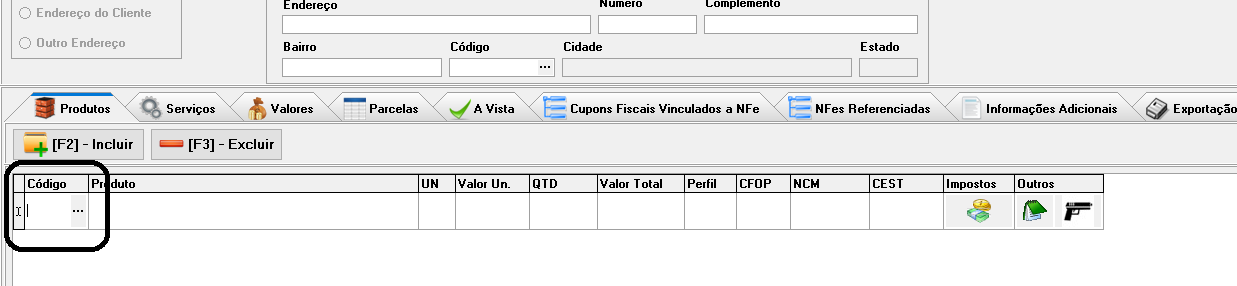 Endereço do Cliente
Outro Endereço
Endereço Número Complemento
Bairro Código Cidade Estado
...
Produtos Serviços Valores Parcelas A Vista Cupons Fiscais Vinculados a NFe NFes Referenciadas Informações Adicionais Exportação
[F2] - Incluir [F3] - Excluir
Código Produto UN Valor Un. QTD Valor Total Perfil CFOP NCM CEST Impostos Outros
...